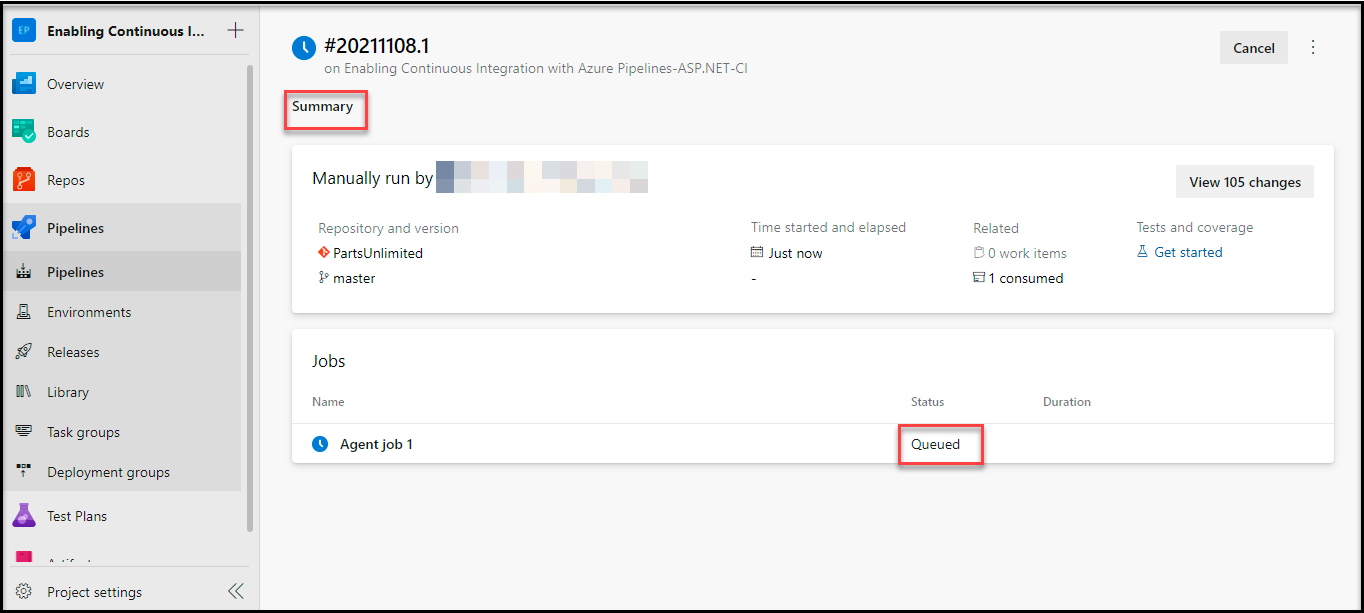 EP Enabling Continuous I...
Overview
Boards
Repos
Pipelines
Pipelines
Environments
Releases
Library
Task groups
Deployment groups
Test Plans
Project settings
#20211108.1
on Enabling Continuous Integration with Azure Pipelines-ASP.NET-CI
Cancel
Summary
Manually run by
View 105 changes
Repository and version
PartsUnlimited
master
Time started and elapsed
Just now
-
Related
0 work items
1 consumed
Tests and coverage
Get started
Jobs
Name Status Duration
Agent job 1 Queued